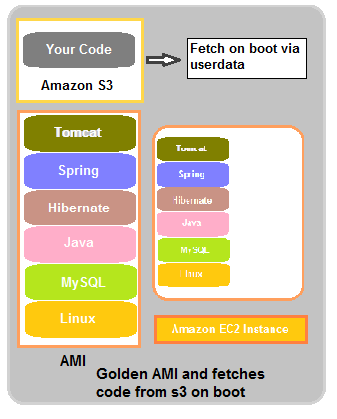 Your Code
Amazon S3
Fetch on boot via
userdata
Tomcat
Spring
Hibernate
Java
MySQL
Linux
AMI
Tomcat
Spring
Hibernate
Java
MySQL
Linux
Amazon EC2 Instance
Golden AMI and fetches
code from s3 on boot